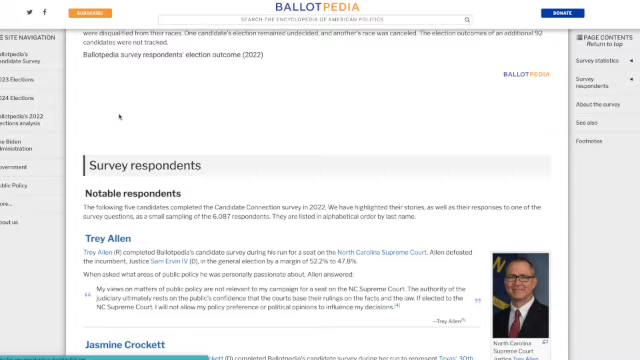 BALLOTPEDIA
SUBSCRIBE
SEARCH THE ENCYCLOPEDIA OF AMERICAN POLITICS
DONATE
SITE NAVIGATION
Ballotpedia's
Candidate Survey
2023 Elections
2024 Elections
Ballotpedia's 2022
Elections analysis
The Biden
Administration
Government
Public Policy
More...
About us
were disqualified from their races. One candidate's election remained undecided, and another's race was canceled. The election outcomes of an additional 92
candidates were not tracked.
Ballotpedia survey respondents' election outcome (2022)
BALLOTPEDIA
Survey respondents
Notable respondents
The following five candidates completed the Candidate Connection survey in 2022. We have highlighted their stories, as well as their responses to one of the
survey questions, as a small sampling of the 6,087 respondents. They are listed in alphabetical order by last name.
Trey Allen
Trey Allen (R) completed Ballotpedia's candidate survey during his run for a seat on the North Carolina Supreme Court. Allen defeated
the incumbent, Justice Sam Ervin IV (D), in the general election by a margin of 52.2% to 47.8%.
When asked what areas of public policy he was personally passionate about, Allen answered:
“ My views on matters of public policy are not relevant to my campaign for a seat on the NC Supreme Court. The authority of the
judiciary ultimately rests on the public's confidence that the courts base their rulings on the facts and the law. If elected to the
NC Supreme Court, I will not allow my policy preference or political opinions to influence my decisions.[4] ”
—Trey Allen[5]
North Carolina
Supreme Court
Justice Trey Allen
Jasmine Crockett
Crockett (D) completed Ballotpedia's candidate survey during her run to represent Texas' 30th
PAGE CONTENTS
Return to top
Survey statistics
Survey
respondents
About the survey
See also
Footnotes